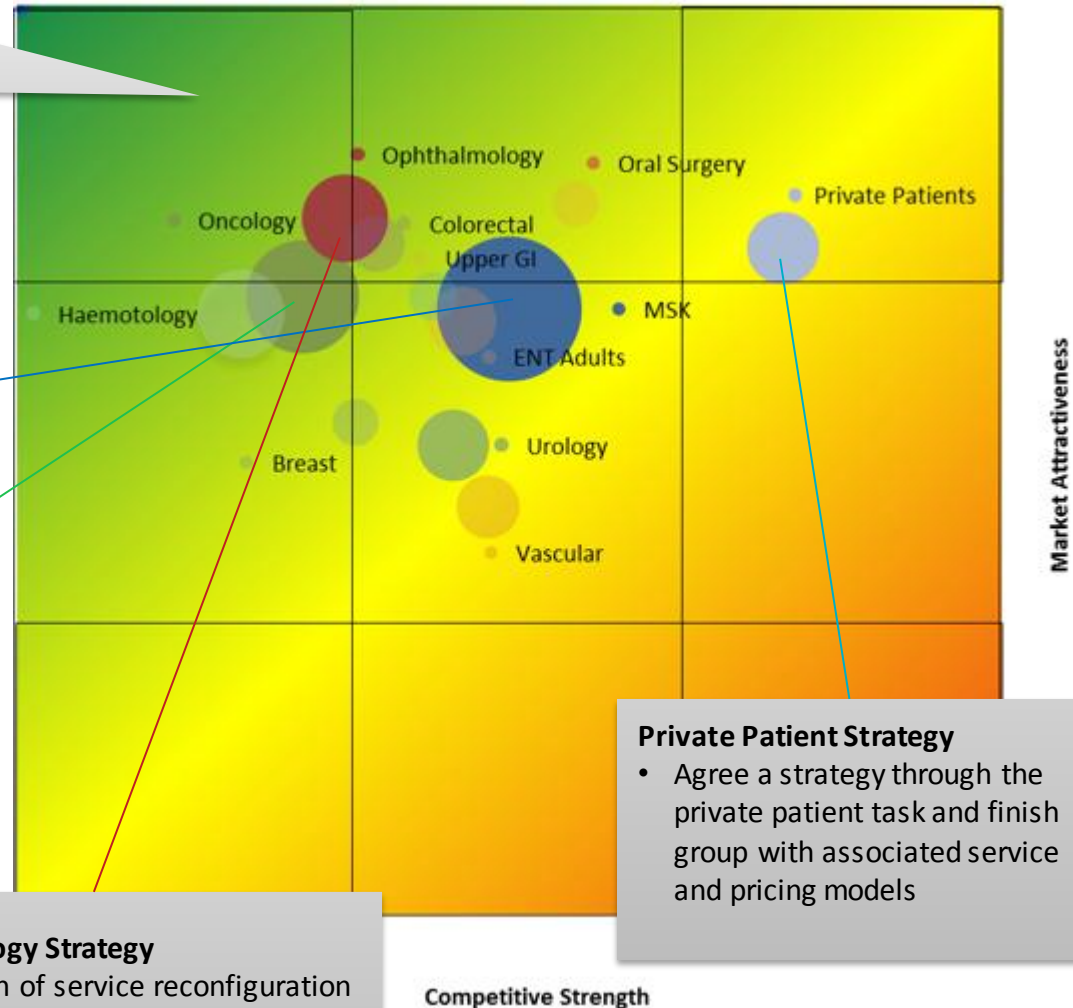 Ophthalmology
Oral Surgery
Private Patients
Oncology
Colorectal
Upper GI
Haemotology
MSK
ENT Adults
Breast
Urology
Vascular
Market Attractiveness
Private Patient Strategy
• Agree a strategy through the
private patient task and finish
group with associated service
and pricing models
Strategy
of service reconfiguration
Competitive Strength